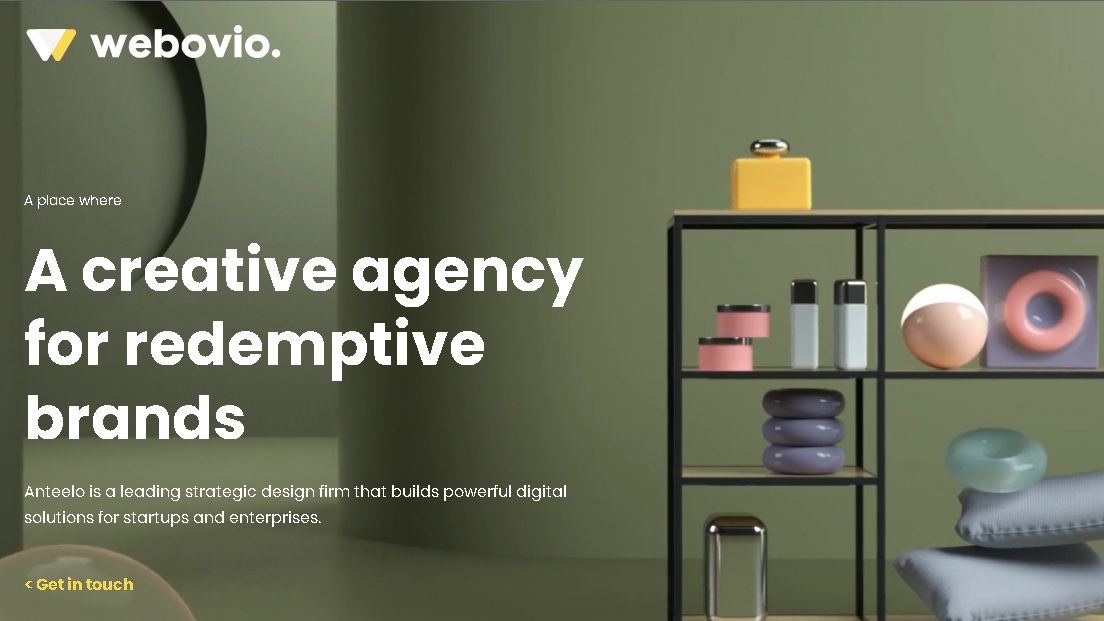 webovio.
A place where
A creative agency
for redemptive
brands
Anteelo is a leading strategic design firm that builds powerful digital
solutions for startups and enterprises.
< Get in touch